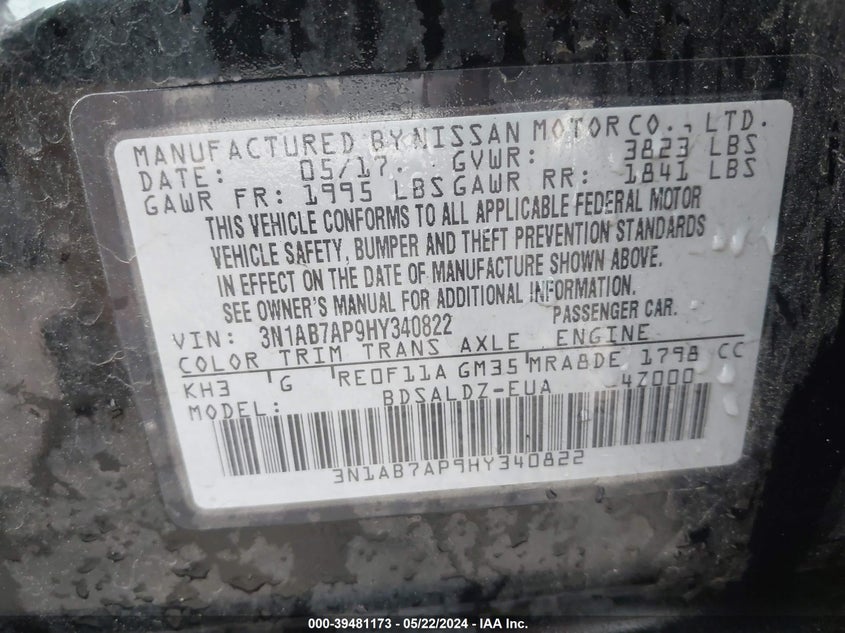 MANUFACTURED BY NISSAN MOTOR CO., LTD.
DATE: 05/17. GVWR: 3823 LBS
GAWR FR: 1995 LBS GAWR RR: 1841 LBS
THIS VEHICLE CONFORMS TO ALL APPLICABLE FEDERAL MOTOR
VEHICLE SAFETY, BUMPER AND THEFT PREVENTION STANDARDS
IN EFFECT ON THE DATE OF MANUFACTURE SHOWN ABOVE.
SEE OWNER'S MANUAL FOR ADDITIONAL INFORMATION.
VIN: 3N1AB7AP9HY340822 PASSENGER CAR.
COLOR TRIM TRANS AXLE ENGINE
KH3 G RE0F11A GM35 MRA8DE 1798 CC
MODEL: BDSALDZ-EUA 4Z000
3N1AB7AP9HY340822
000-39481173 - 05/22/2024 - IAA Inc.